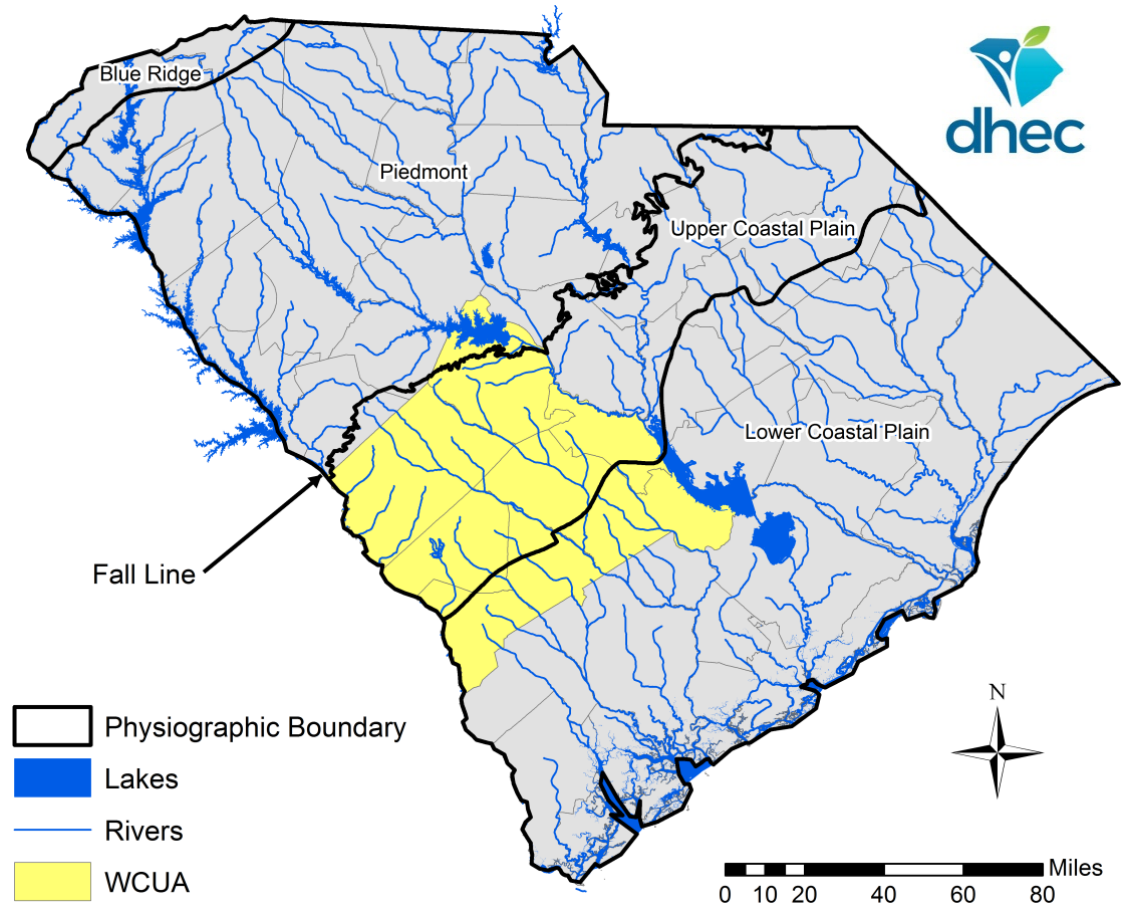 Blue Ridge
dhec
Piedmont
Upper Coastal Plain
Lower Coastal Plain
Fall Line
N
Physiographic Boundary
Lakes
Rivers
WCUA
Miles
0 10 20 40 60 80